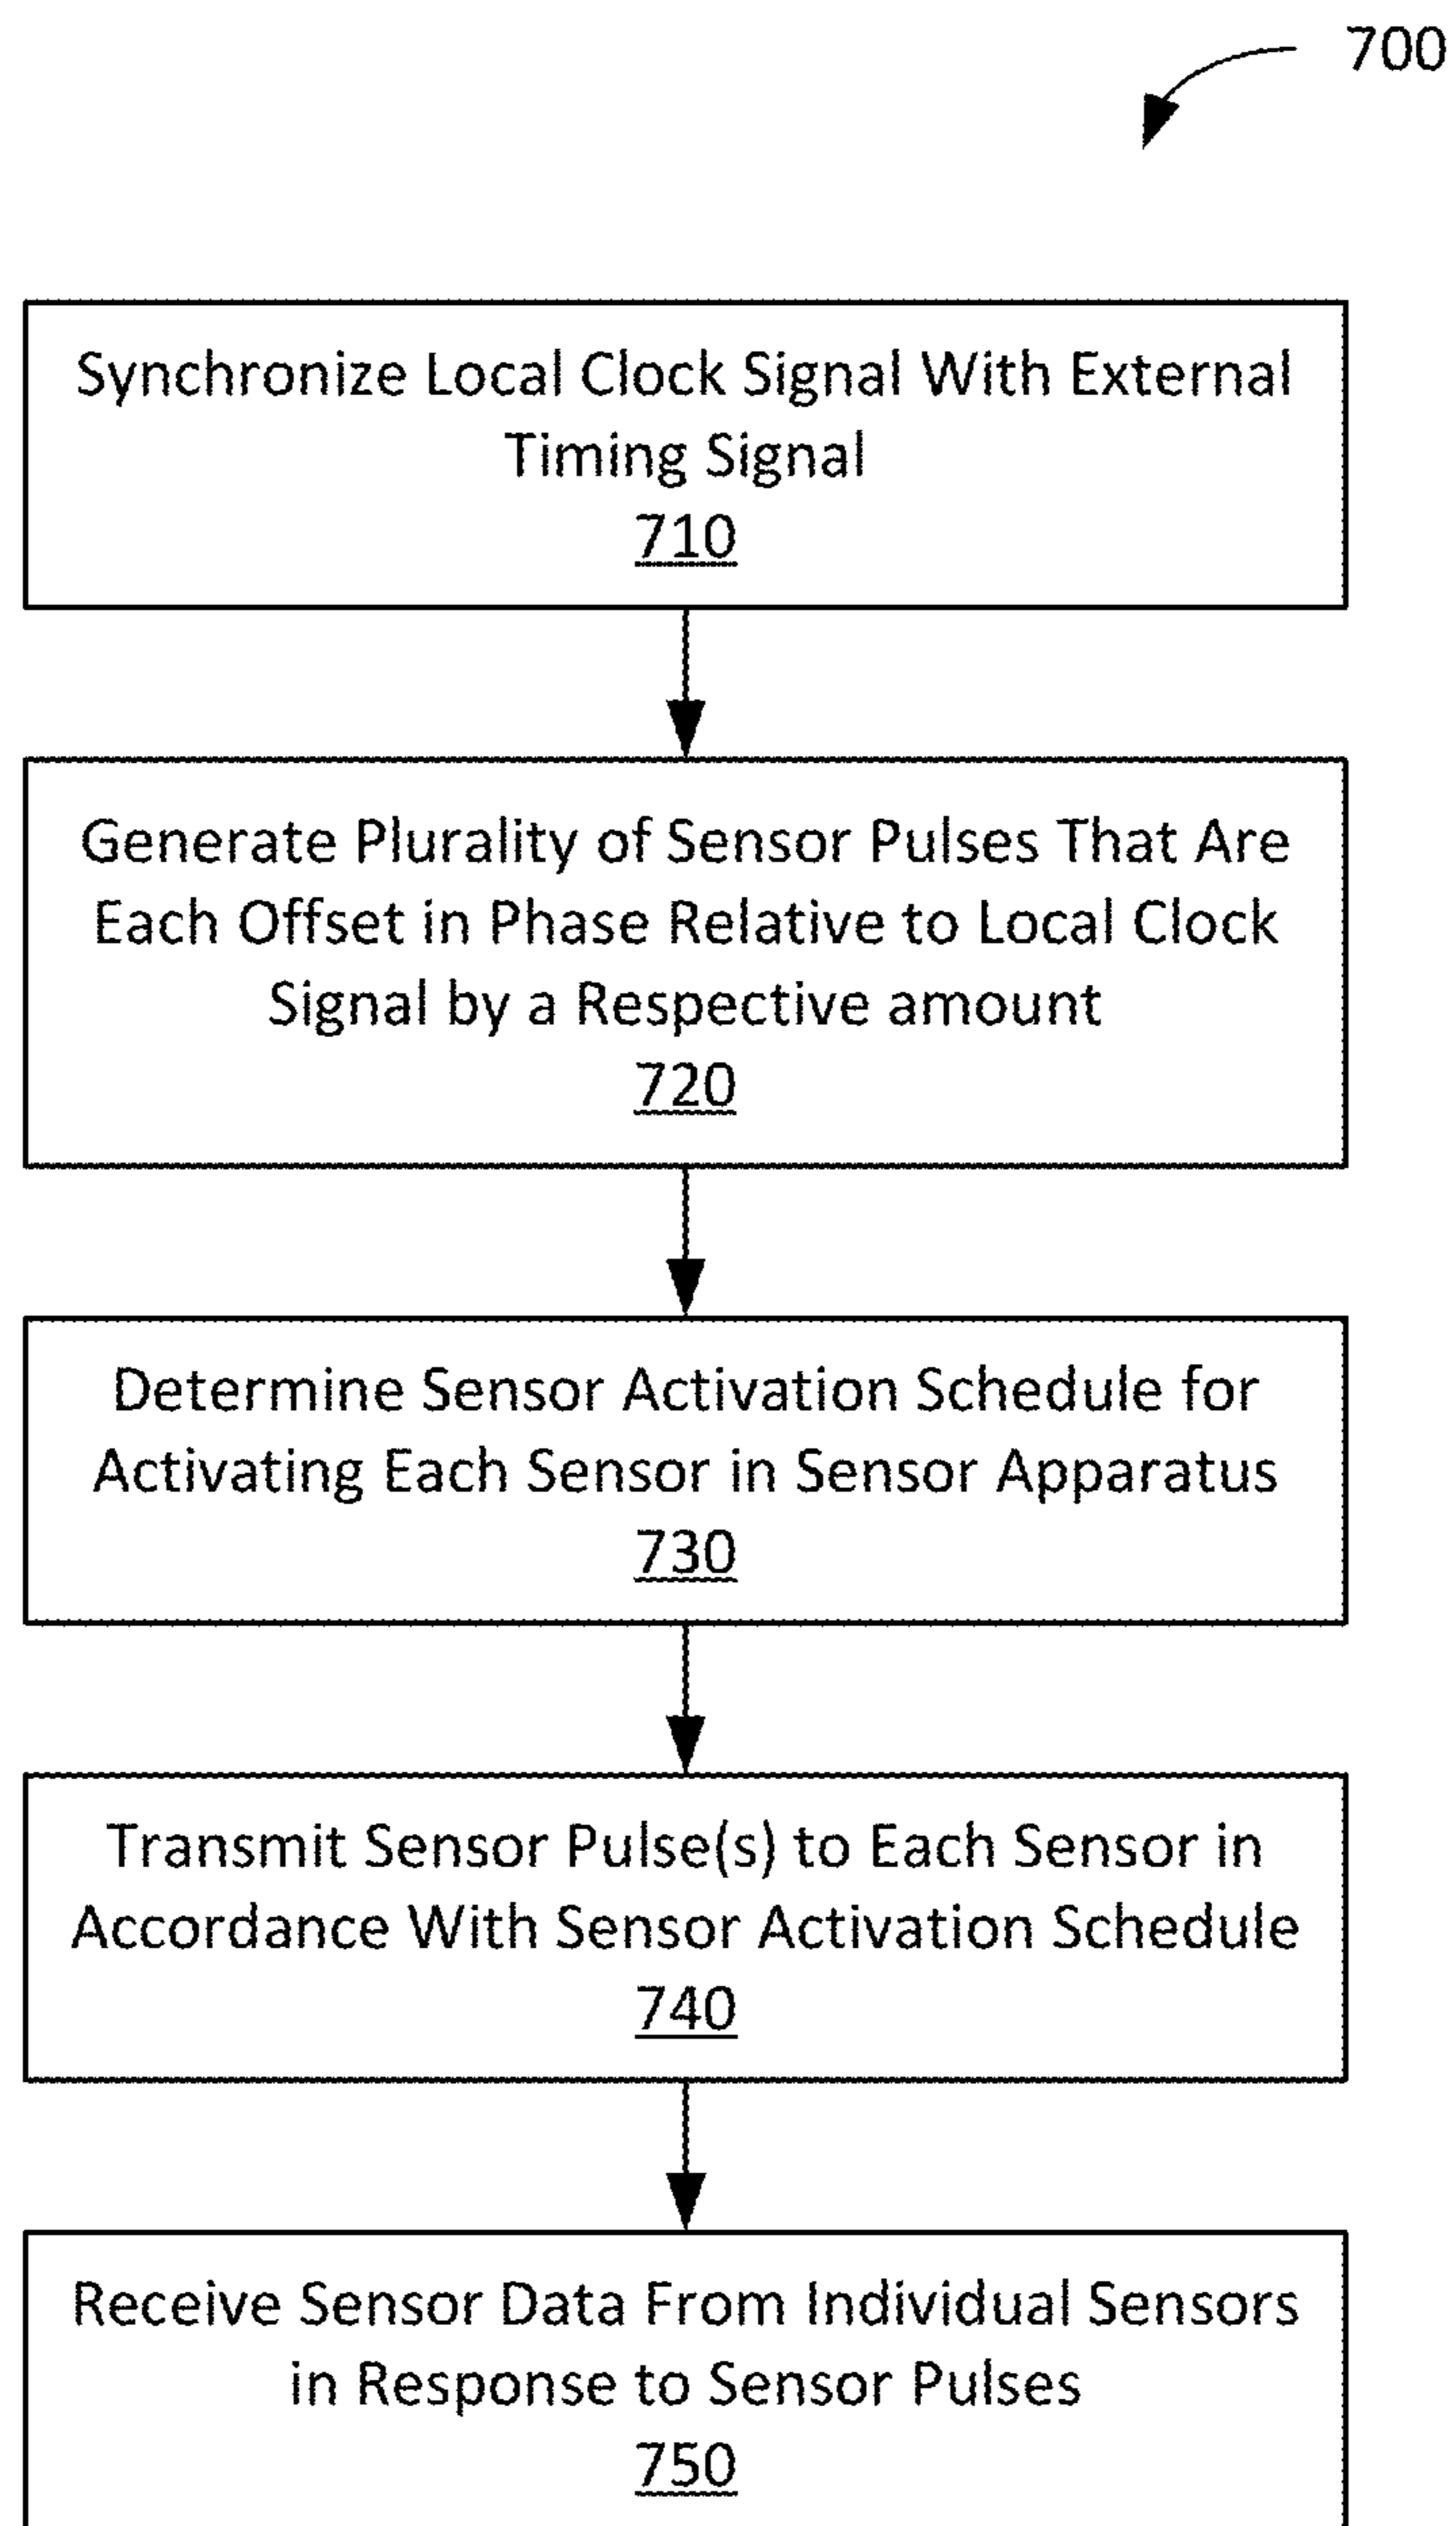 700
Synchronize Local Clock Signal With External
Timing Signal
710
Generate Plurality of Sensor Pulses That Are
Each Offset in Phase Relative to Local Clock
Signal by a Respective amount
720
Determine Sensor Activation Schedule for
Activating Each Sensor in Sensor Apparatus
730
Transmit Sensor Pulse(s) to Each Sensor in
Accordance With Sensor Activation Schedule
740
Receive Sensor Data From Individual Sensors
in Response to Sensor Pulses
750